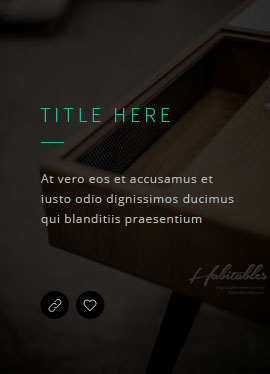 TITLE HERE
At vero eos et accusamus et
iusto odio dignissimos ducimus
qui blanditiis praesentium
Habitables